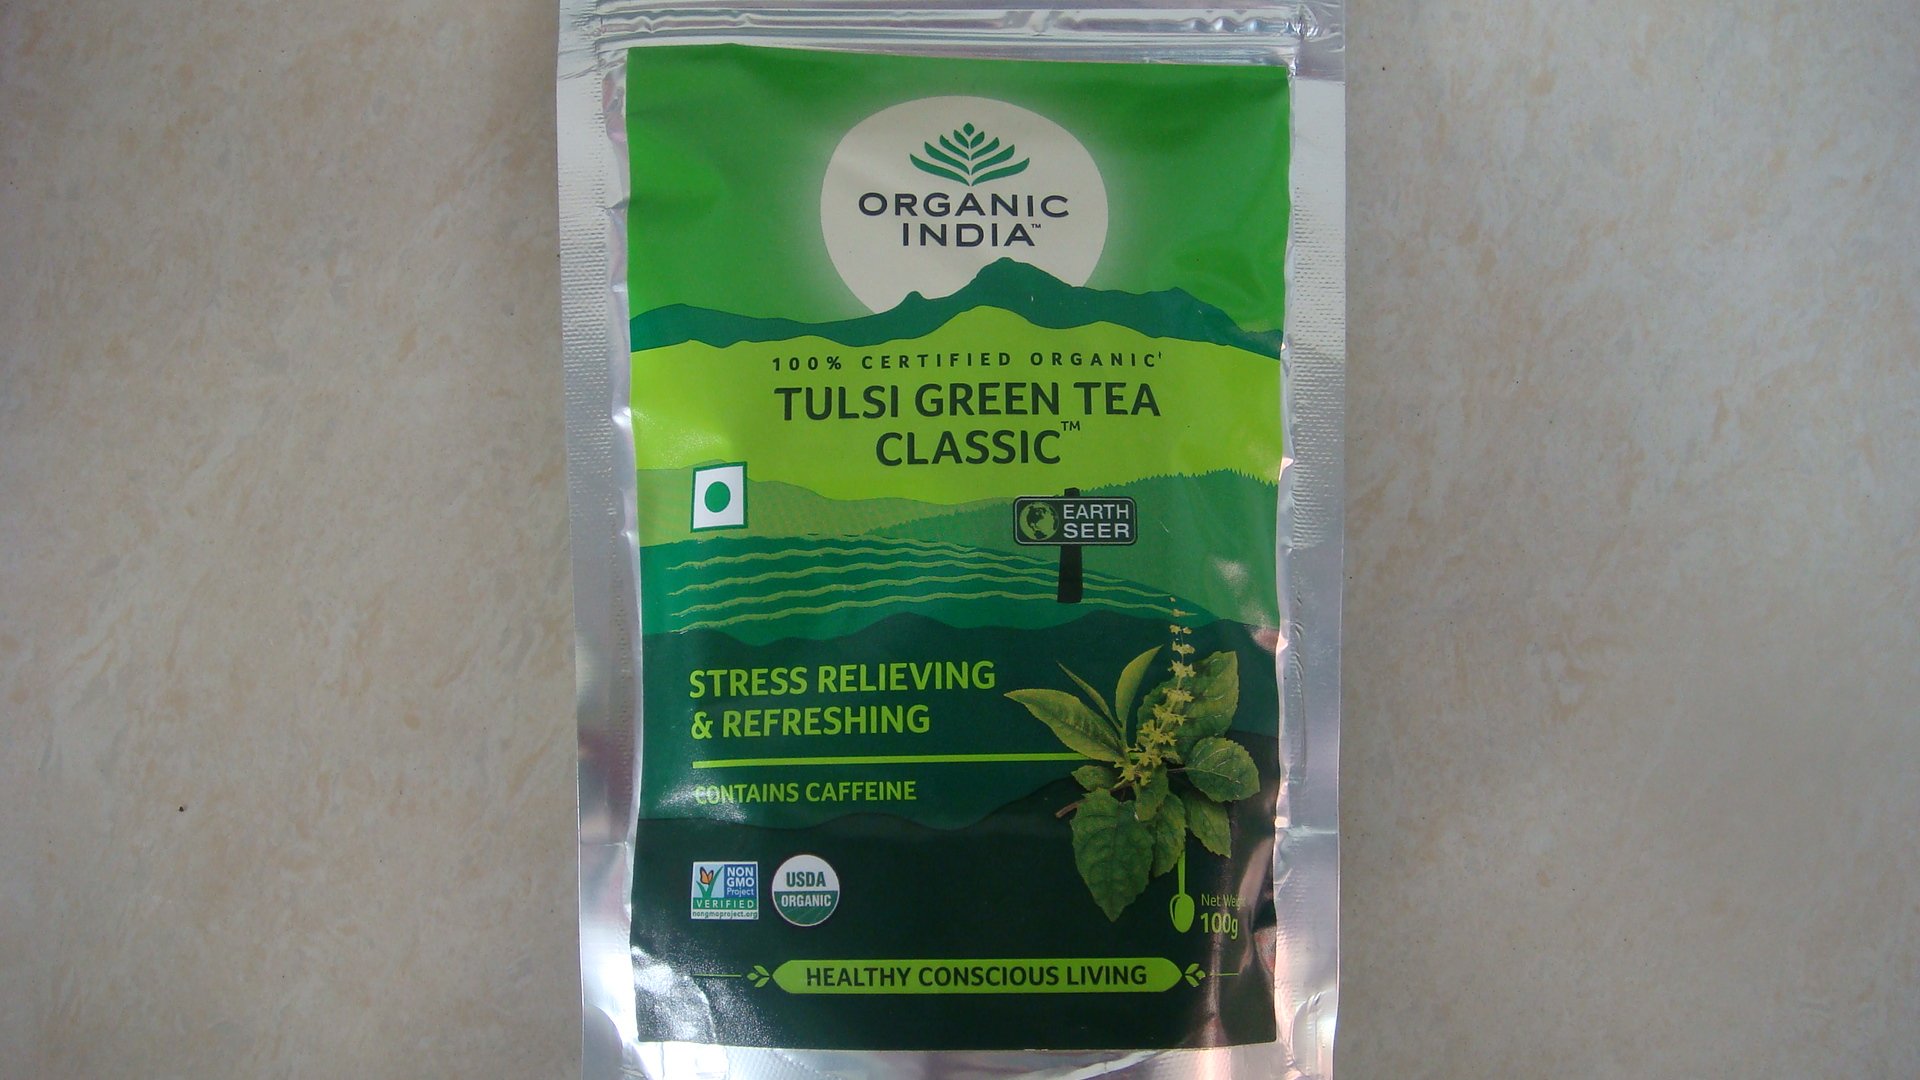 ORGANIC
INDIA™
100% CERTIFIED ORGANIC
TULSI GREEN TEA
CLASSIC™
EARTH
SEER
STRESS RELIEVING
& REFRESHING
CONTAINS CAFFEINE
NON
GMO
Project
VERIFIED
nongmoproject.org
USDA
ORGANIC
Net
100g
HEALTHY CONSCIOUS LIVING